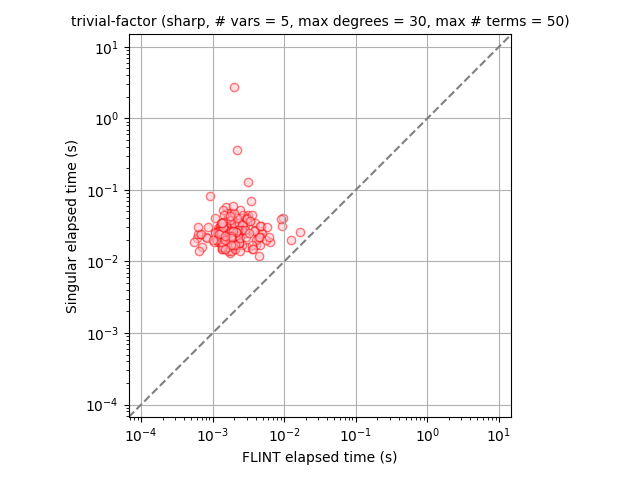 trivial-factor (sharp, # vars = 5, max degrees = 30, max # terms = 50)
Singular elapsed time (s)
10¹
10⁰
10⁻¹
10⁻²
10⁻³
10⁻⁴
10⁻⁴ 10⁻³ 10⁻² 10⁻¹ 10⁰ 10¹
FLINT elapsed time (s)